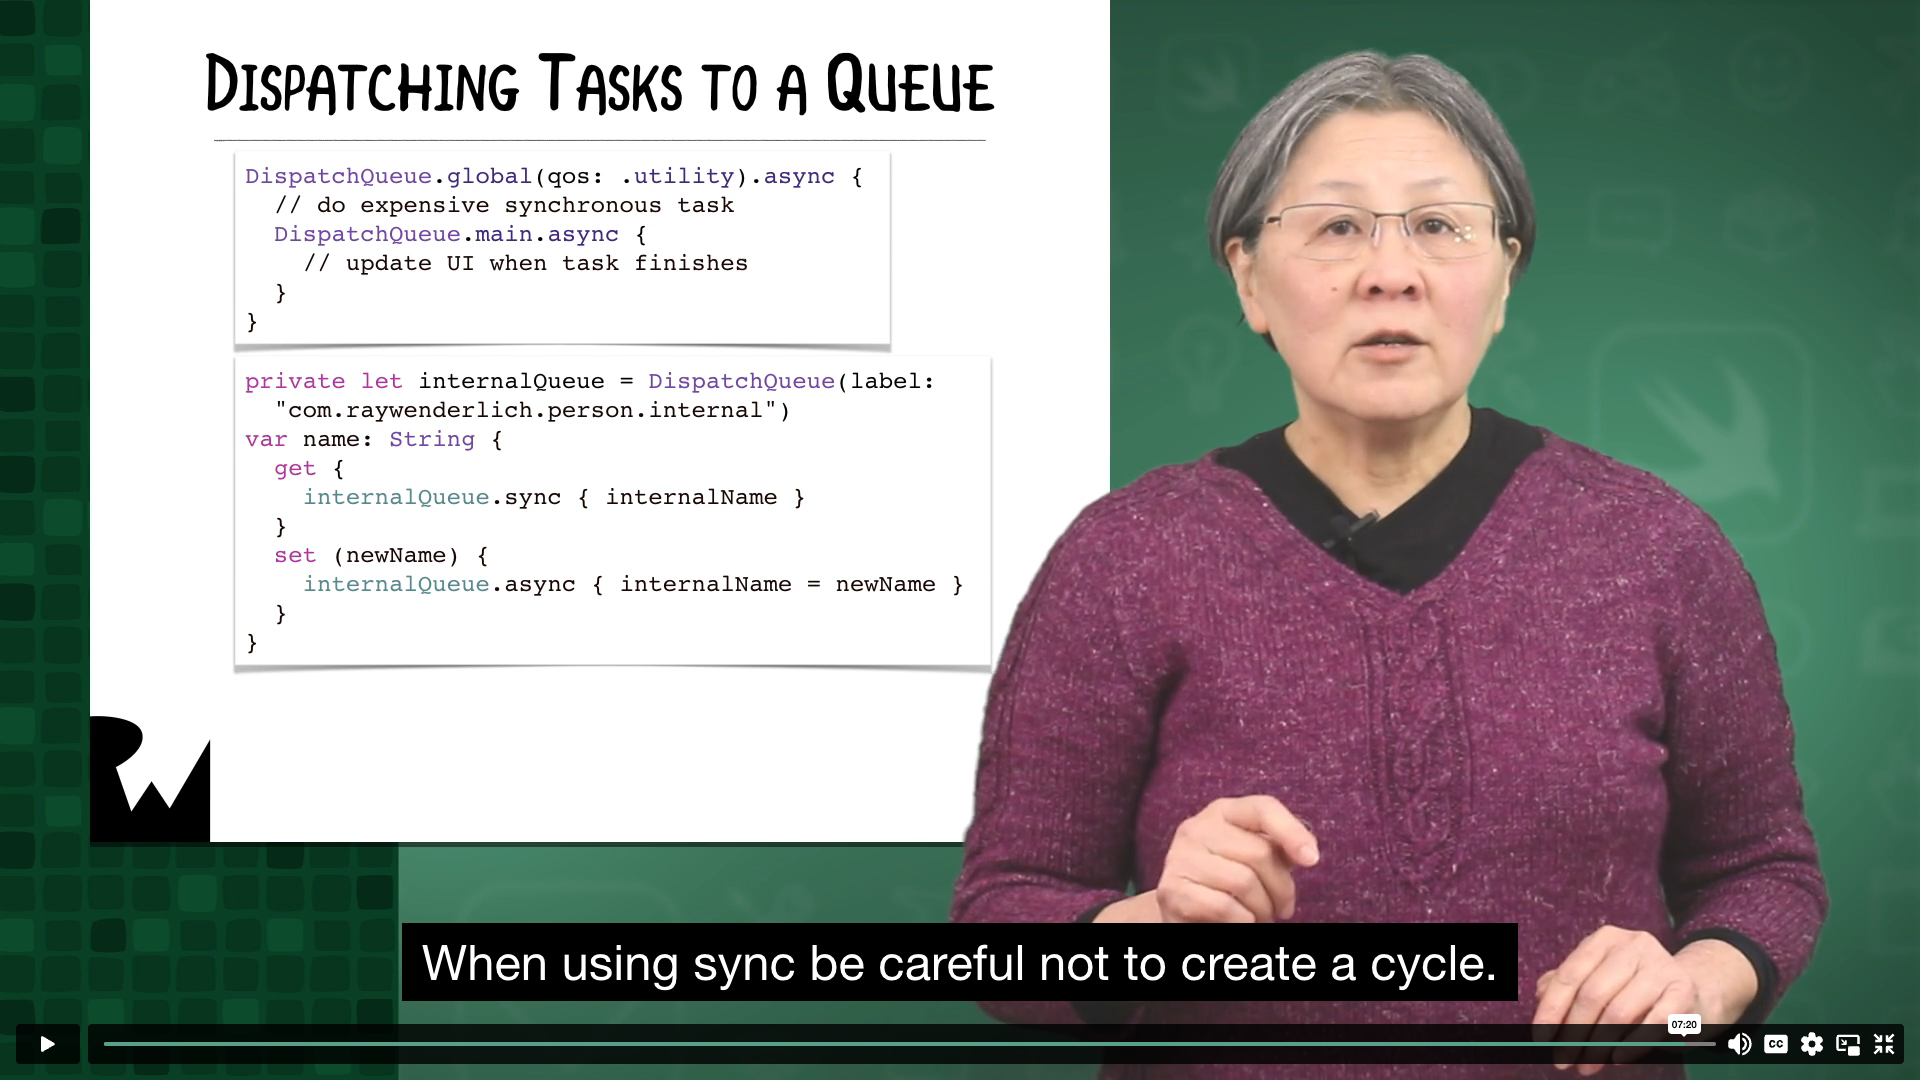 DISPATCHING TASKS TO A QUEUE
DispatchQueue.global(qos: .utility).async {
  // do expensive synchronous task
  DispatchQueue.main.async {
    // update UI when task finishes
  }
}
private let internalQueue = DispatchQueue(label:
  "com.raywenderlich.person.internal")
var name: String {
  get {
    internalQueue.sync { internalName }
  }
  set (newName) {
    internalQueue.async { internalName = newName }
  }
}
RW
When using sync be careful not to create a cycle.
07:20
CC